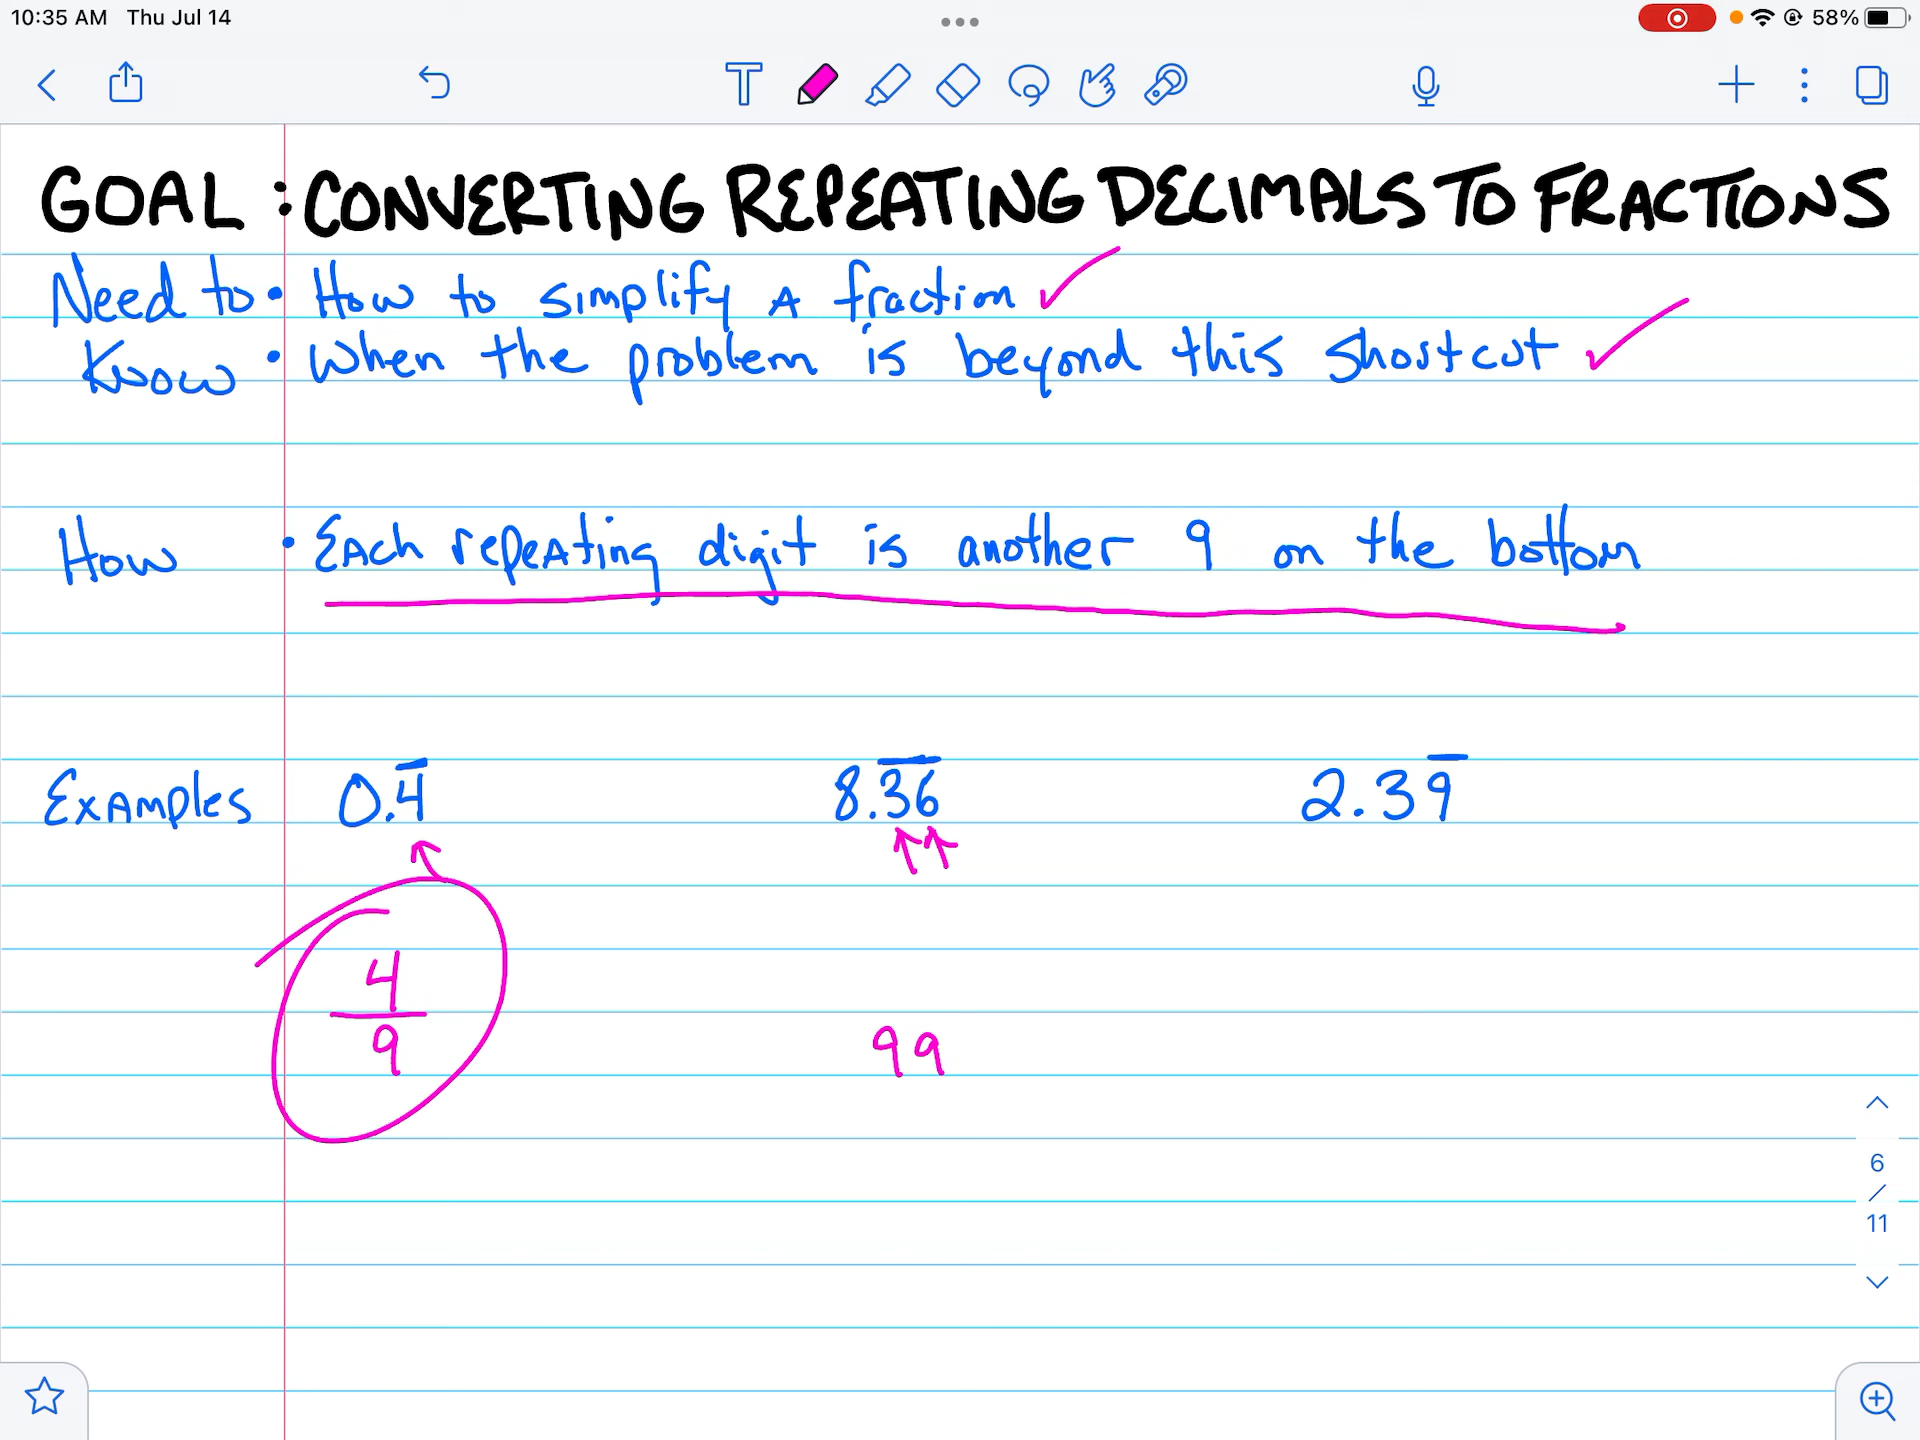 10:35 AM Thu Jul 14
58%
T
GOAL : CONVERTING REPEATING DECIMALS TO FRACTIONS
Need to • How to simplify A fraction ✓
Know • When the problem is beyond this shortcut ✓
How • EAch repeAting digit is another 9 on the bottom
ExAmples 0.4̅ 8.3̅6̅ 2.39̅
4
9
99
6
/
11